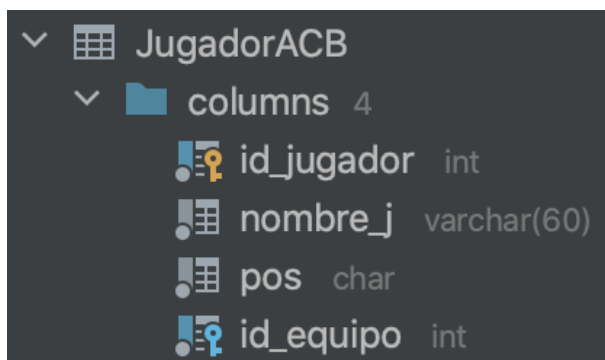 JugadorACB
columns 4
id_jugador int
nombre_j varchar(60)
pos char
id_equipo int